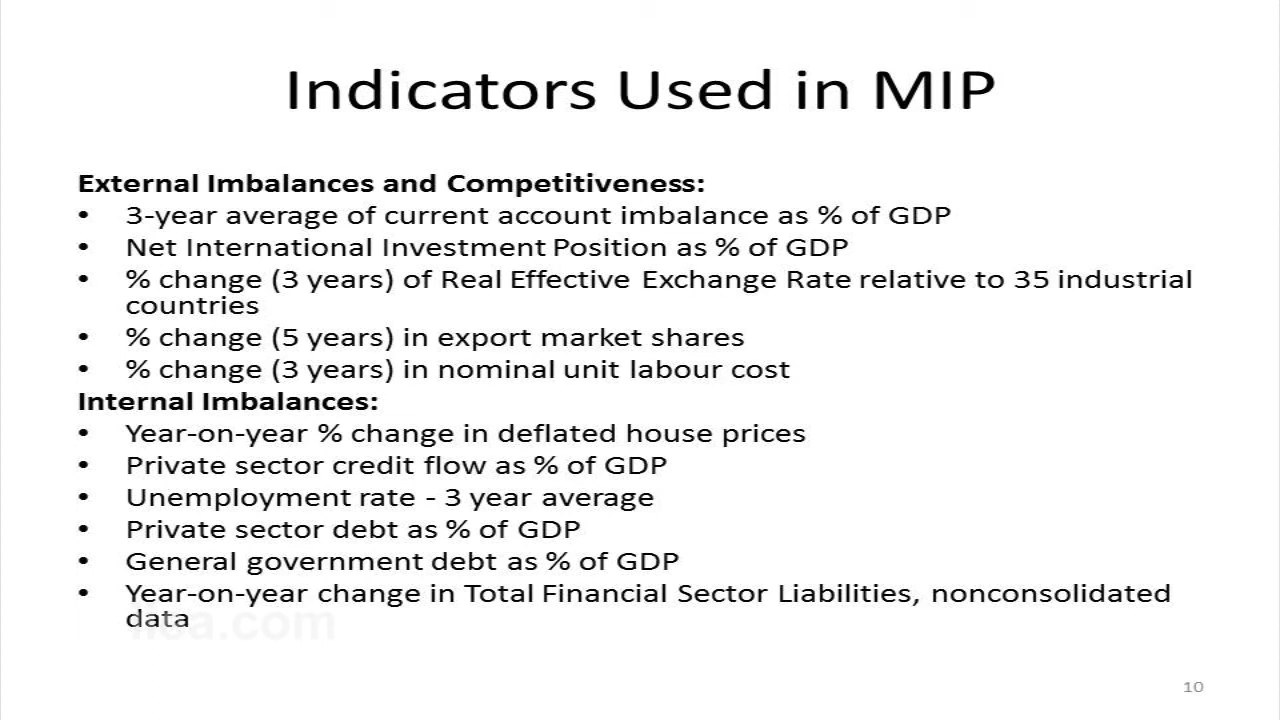 Indicators Used in MIP
External Imbalances and Competitiveness:
• 3-year average of current account imbalance as % of GDP
• Net International Investment Position as % of GDP
• % change (3 years) of Real Effective Exchange Rate relative to 35 industrial
countries
• % change (5 years) in export market shares
• % change (3 years) in nominal unit labour cost
Internal Imbalances:
• Year-on-year % change in deflated house prices
• Private sector credit flow as % of GDP
• Unemployment rate - 3 year average
• Private sector debt as % of GDP
• General government debt as % of GDP
• Year-on-year change in Total Financial Sector Liabilities, nonconsolidated
data
10